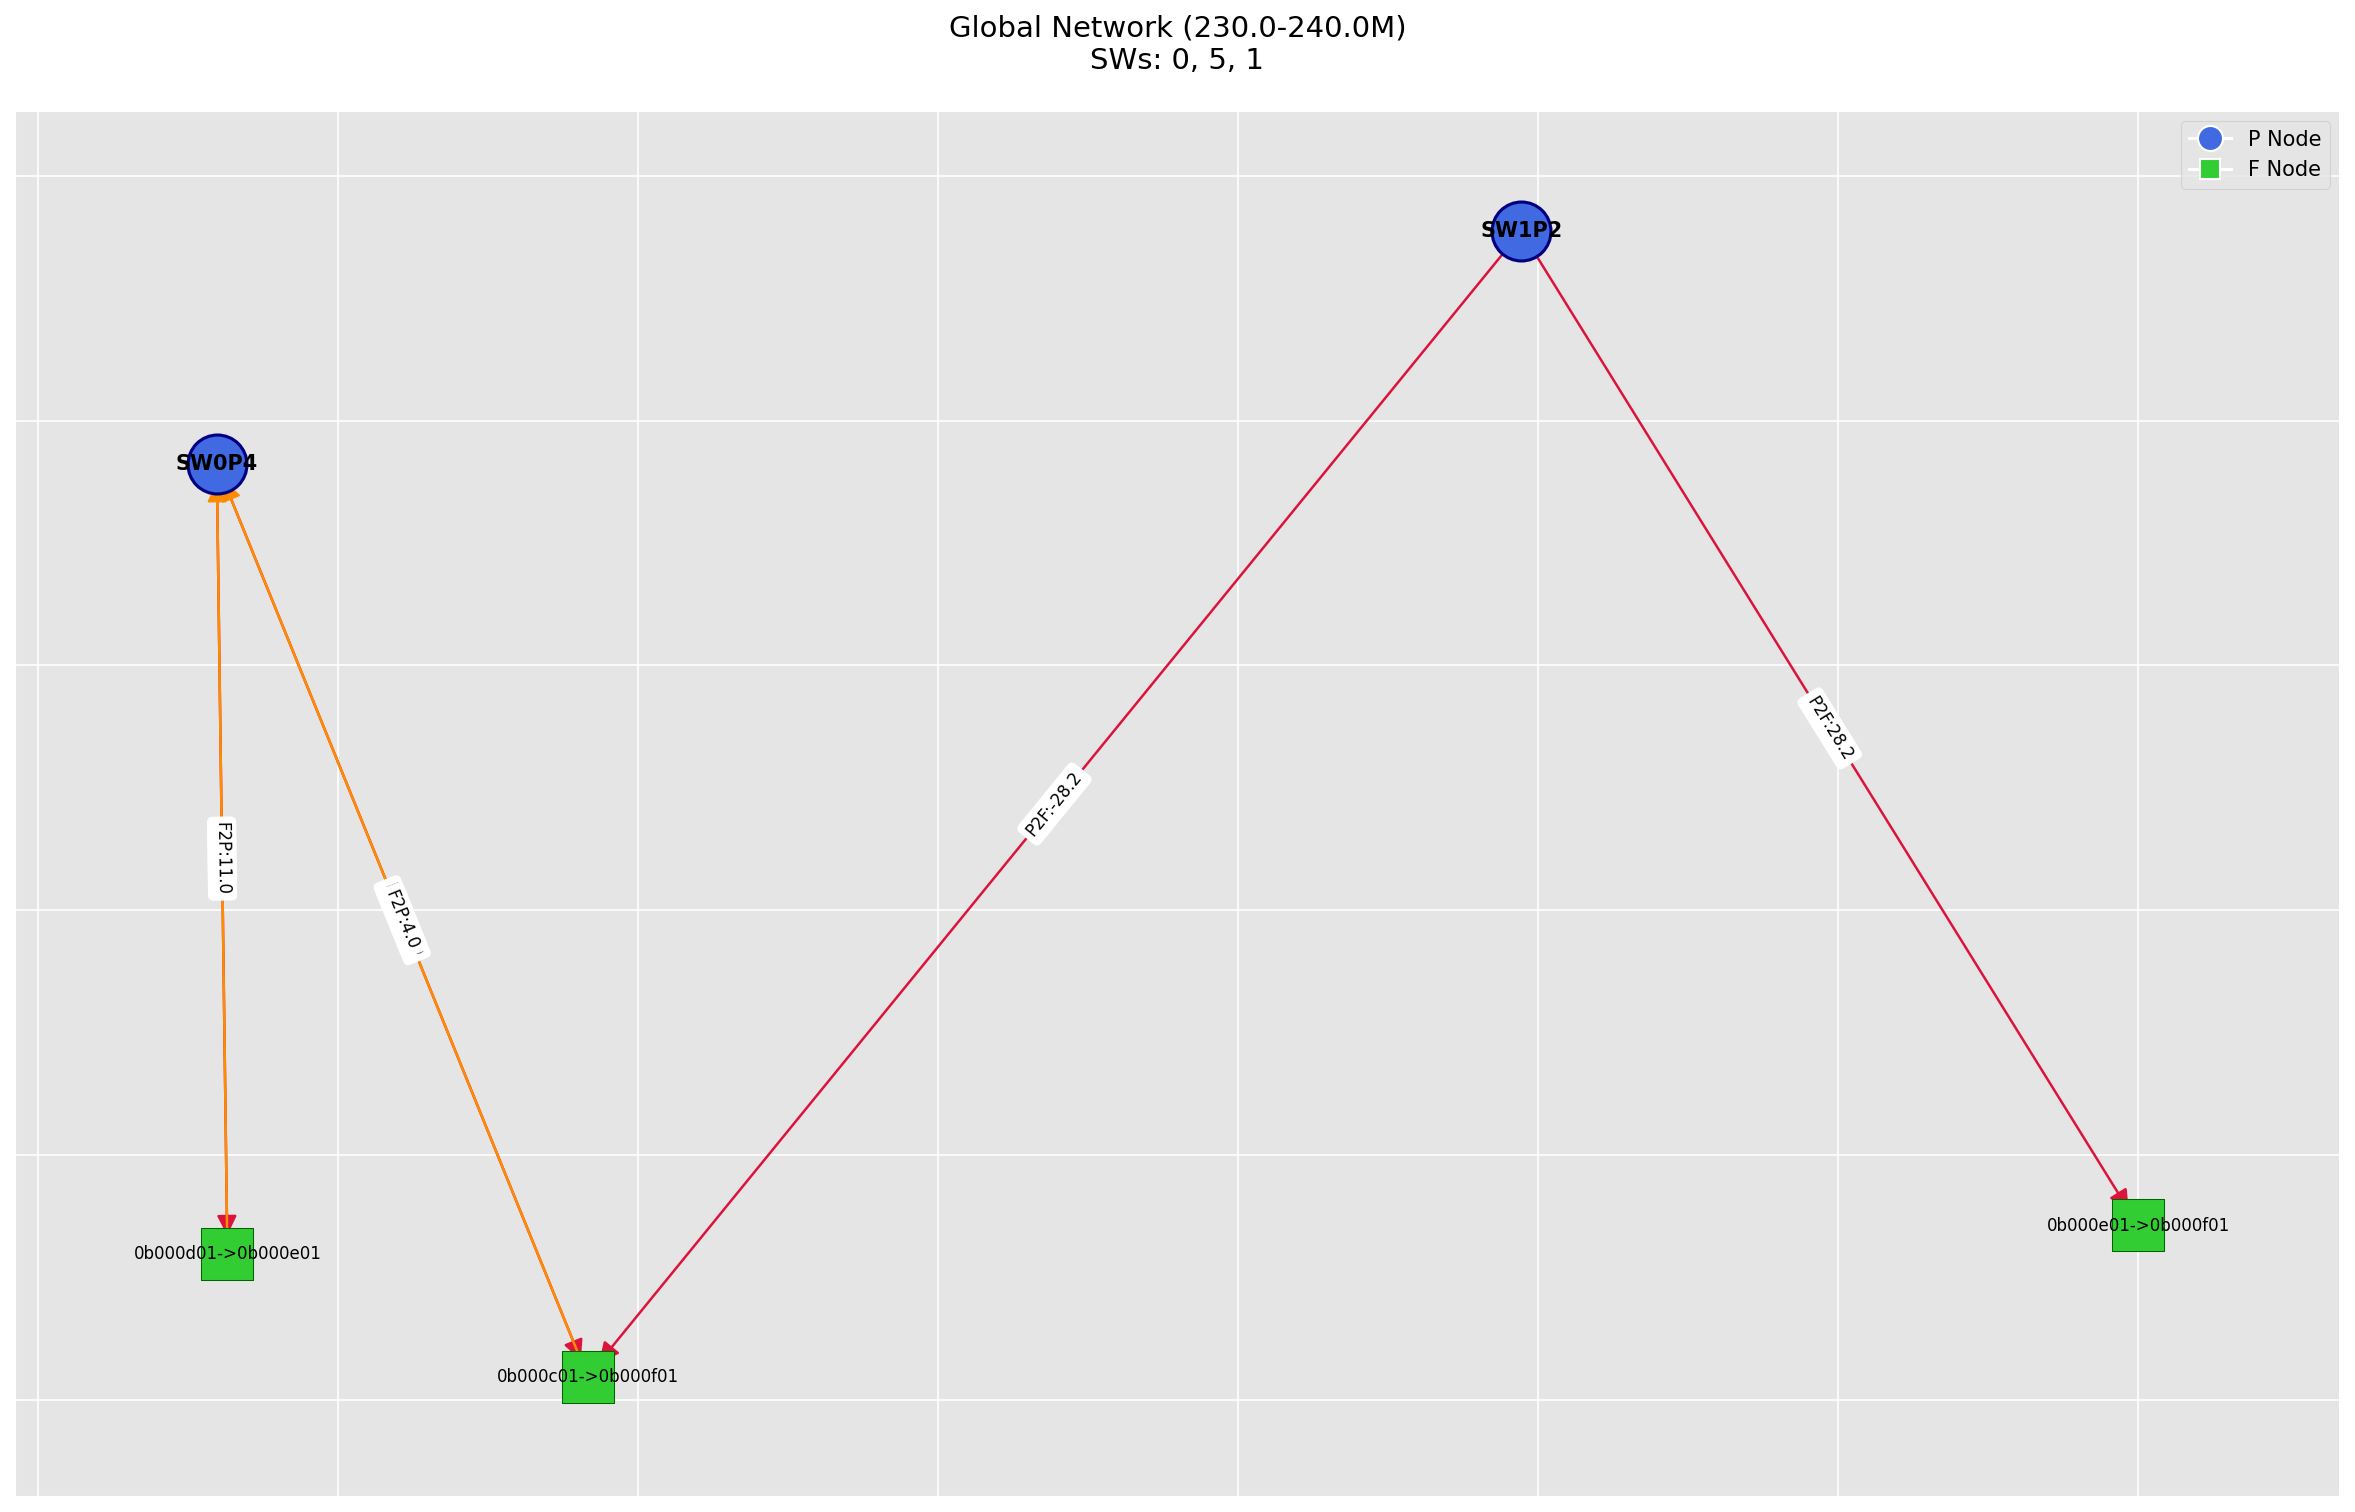 Global Network (230.0-240.0M)
SWs: 0, 5, 1
P Node
F Node
SW1P2
SW0P4
P2F:28.2
P2F:-28.2
F2P:11.0
F2P:4.0
0b000e01->0b000f01
0b000d01->0b000e01
0b000c01->0b000f01